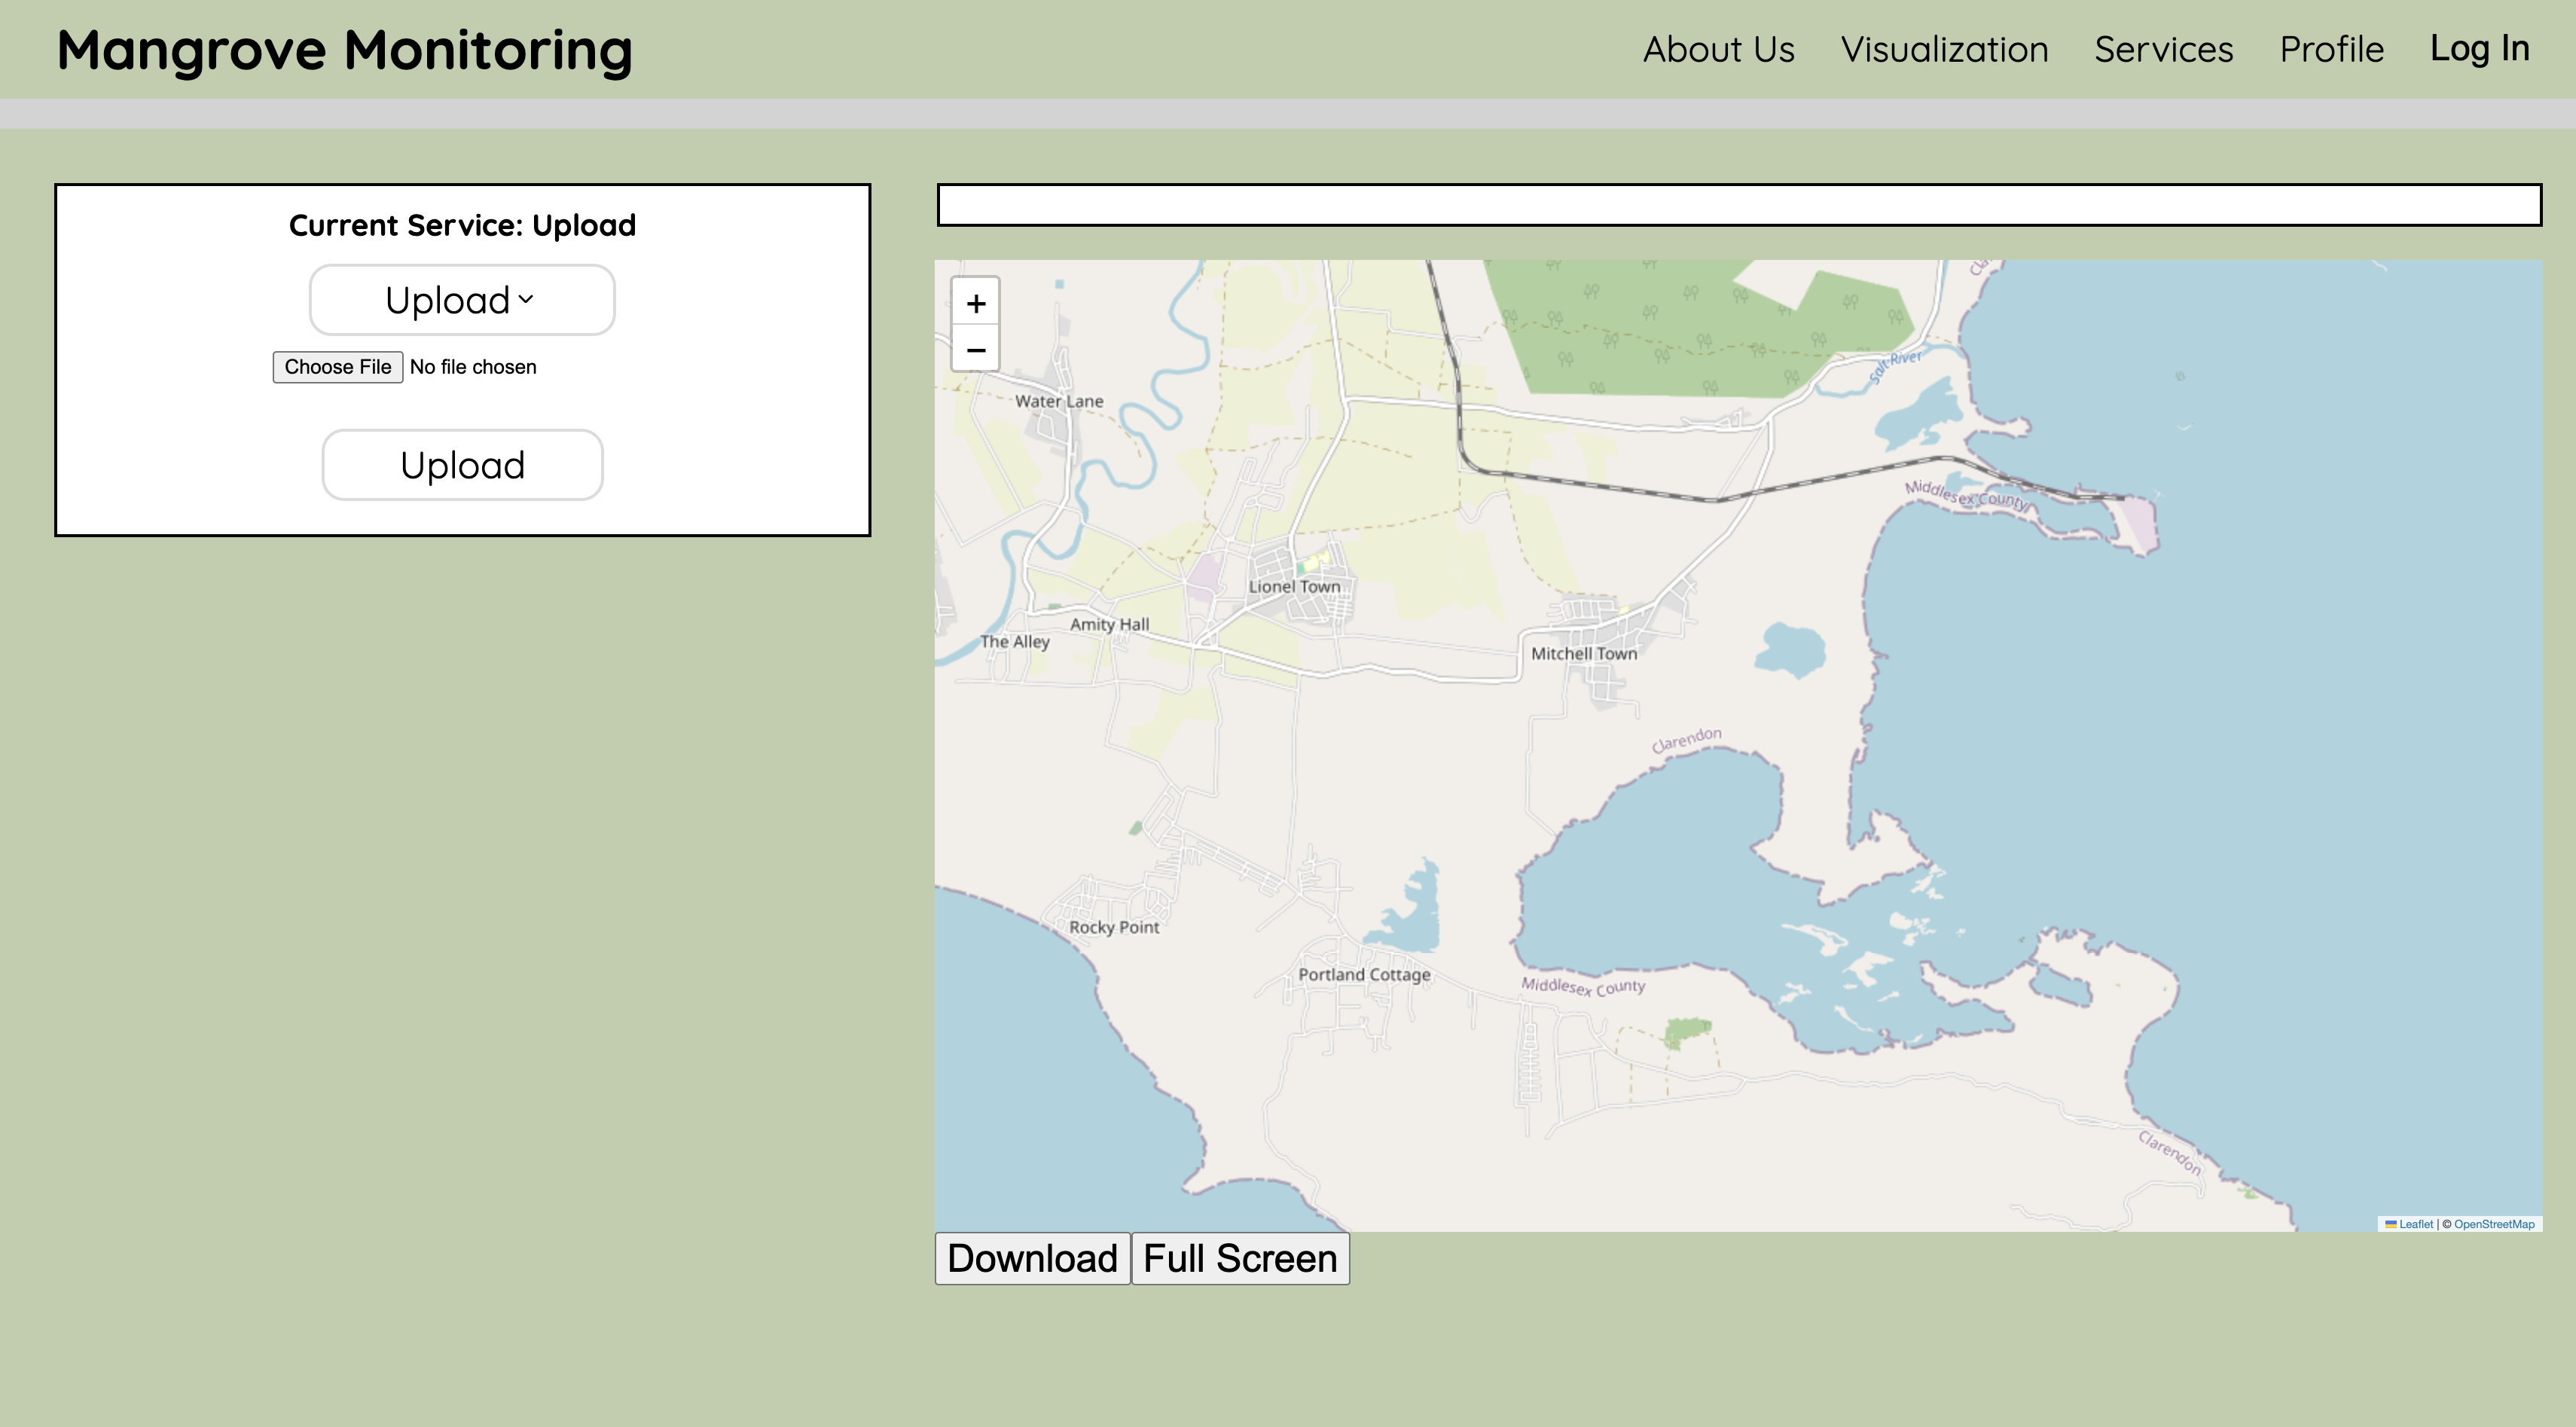 Mangrove Monitoring
About Us Visualization Services Profile Log In
Current Service: Upload
Upload
Choose File No file chosen
Upload
+
−
Salt River
Water Lane
Middlesex County
Lionel Town
Amity Hall
The Alley
Mitchell Town
Clarendon
Rocky Point
Portland Cottage
Middlesex County
Clarendon
Leaflet | © OpenStreetMap
Download Full Screen